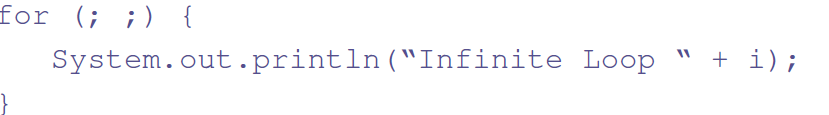 for (; ;) {
System.out.println(“Infinite Loop “ + i);
}